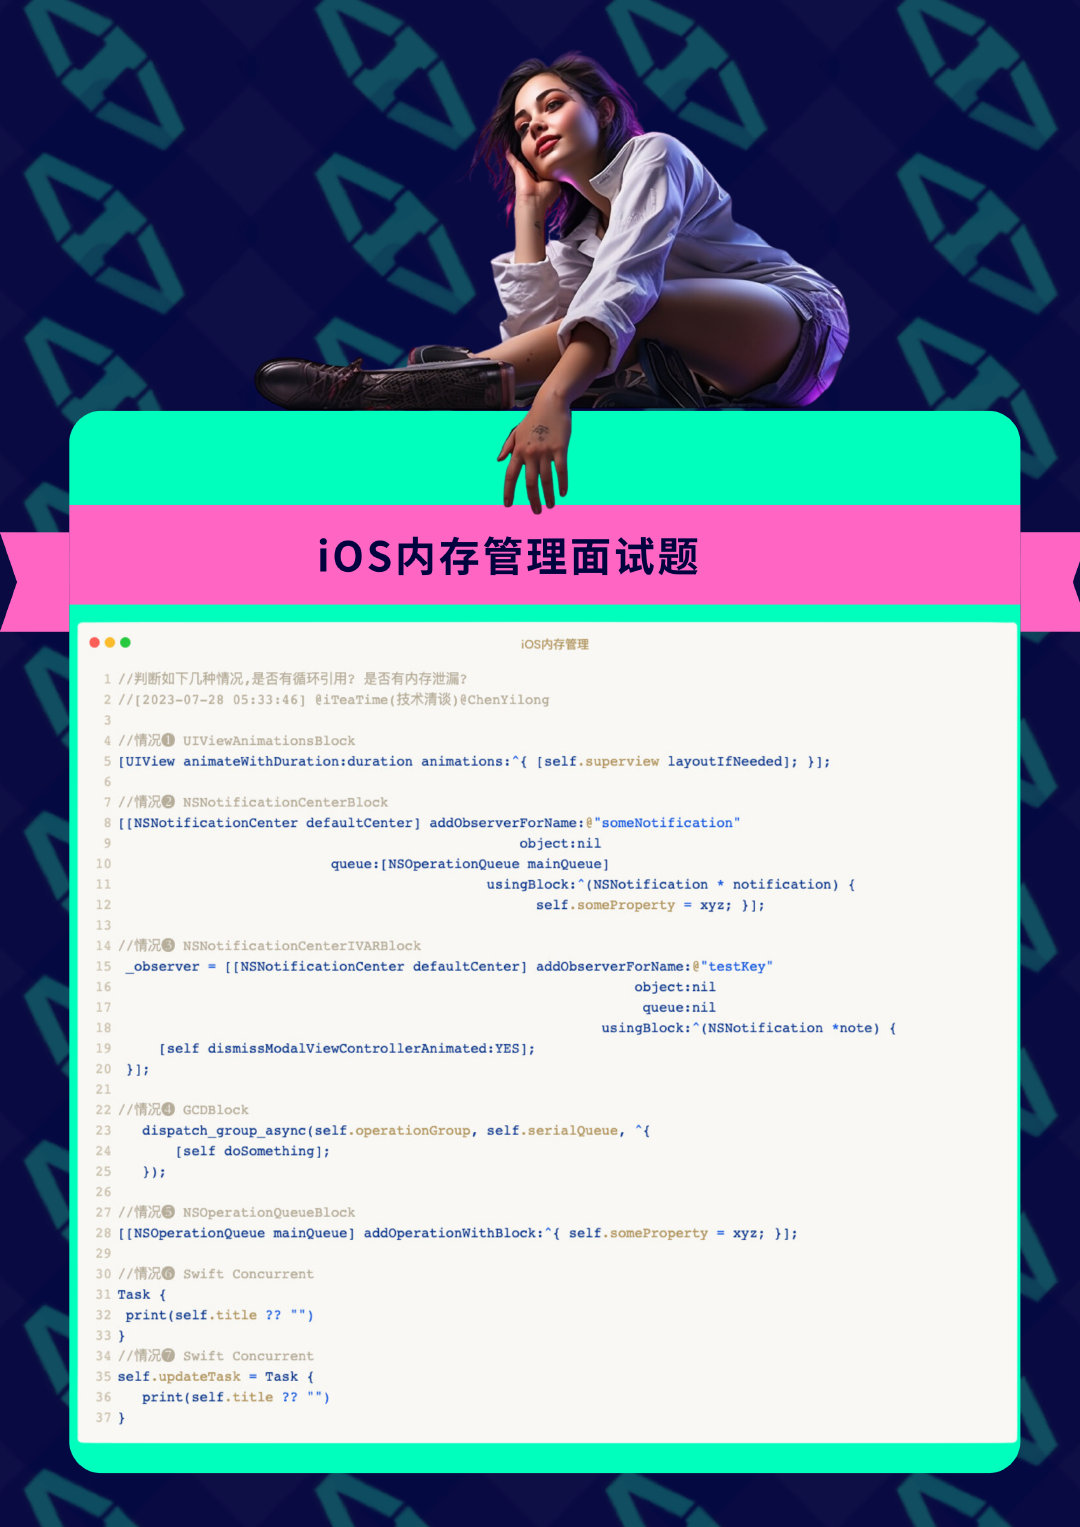 iOS内存管理面试题
iOS内存管理
1 //判断如下几种情况,是否有循环引用? 是否有内存泄漏?
2 //[2023-07-28 05:33:46] @iTeaTime(技术清谈)@ChenYilong
3
4 //情况❶ UIViewAnimationsBlock
5 [UIView animateWithDuration:duration animations:^{ [self.superview layoutIfNeeded]; }];
6
7 //情况❷ NSNotificationCenterBlock
8 [[NSNotificationCenter defaultCenter] addObserverForName:@"someNotification"
9 object:nil
10 queue:[NSOperationQueue mainQueue]
11 usingBlock:^(NSNotification * notification) {
12 self.someProperty = xyz; }];
13
14 //情况❸ NSNotificationCenterIVARBlock
15 _observer = [[NSNotificationCenter defaultCenter] addObserverForName:@"testKey"
16 object:nil
17 queue:nil
18 usingBlock:^(NSNotification *note) {
19 [self dismissModalViewControllerAnimated:YES];
20 }];
21
22 //情况❹ GCDBlock
23 dispatch_group_async(self.operationGroup, self.serialQueue, ^{
24 [self doSomething];
25 });
26
27 //情况❺ NSOperationQueueBlock
28 [[NSOperationQueue mainQueue] addOperationWithBlock:^{ self.someProperty = xyz; }];
29
30 //情况❻ Swift Concurrent
31 Task {
32 print(self.title ?? "")
33 }
34 //情况❼ Swift Concurrent
35 self.updateTask = Task {
36 print(self.title ?? "")
37 }